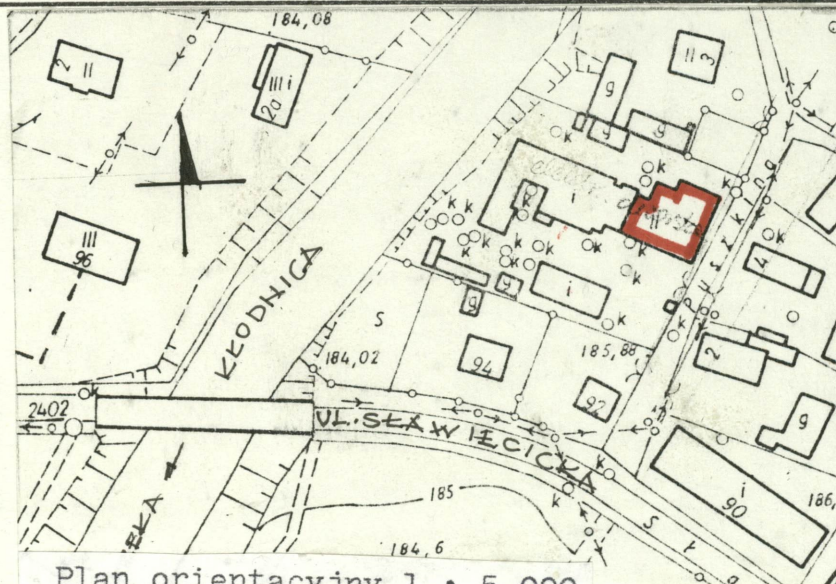 184,08
2
II
III i
2a
II
3
g
g
g
k
k
k
i
II
III
96
KŁODNICA
PUSZKINA
4
k
k
k
k
k
g
g
i
S
184,02
94
185,88
2
92
g
2402
UL. SŁAWIĘCICKA
i
90
186,
S
185
184,6
Plan orientacyjny 1 : 5 000